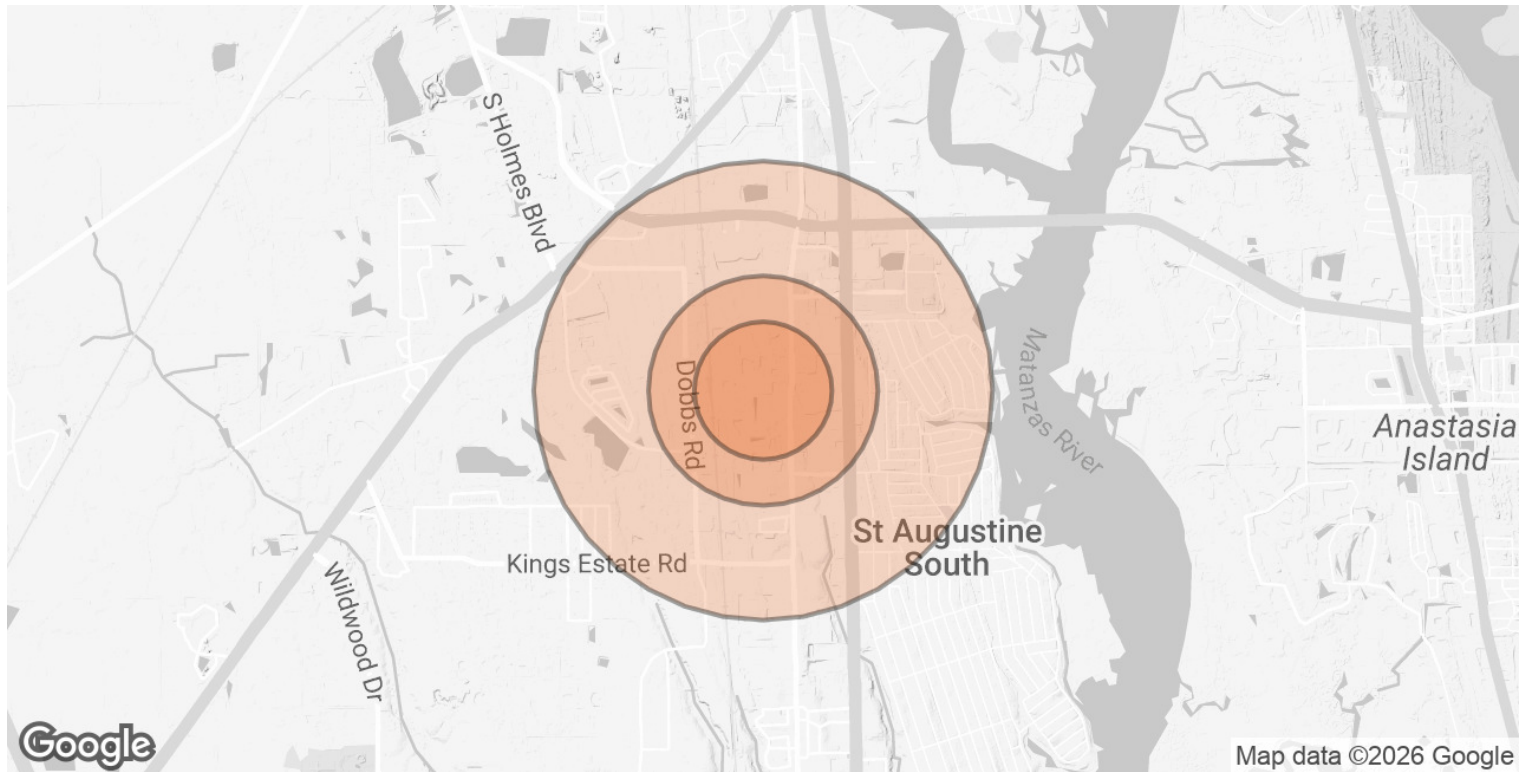 S Holmes Blvd
Dobbs Rd
Matanzas River
Anastasia
Island
St Augustine
South
Kings Estate Rd
Wildwood Dr
Google
Map data ©2026 Google